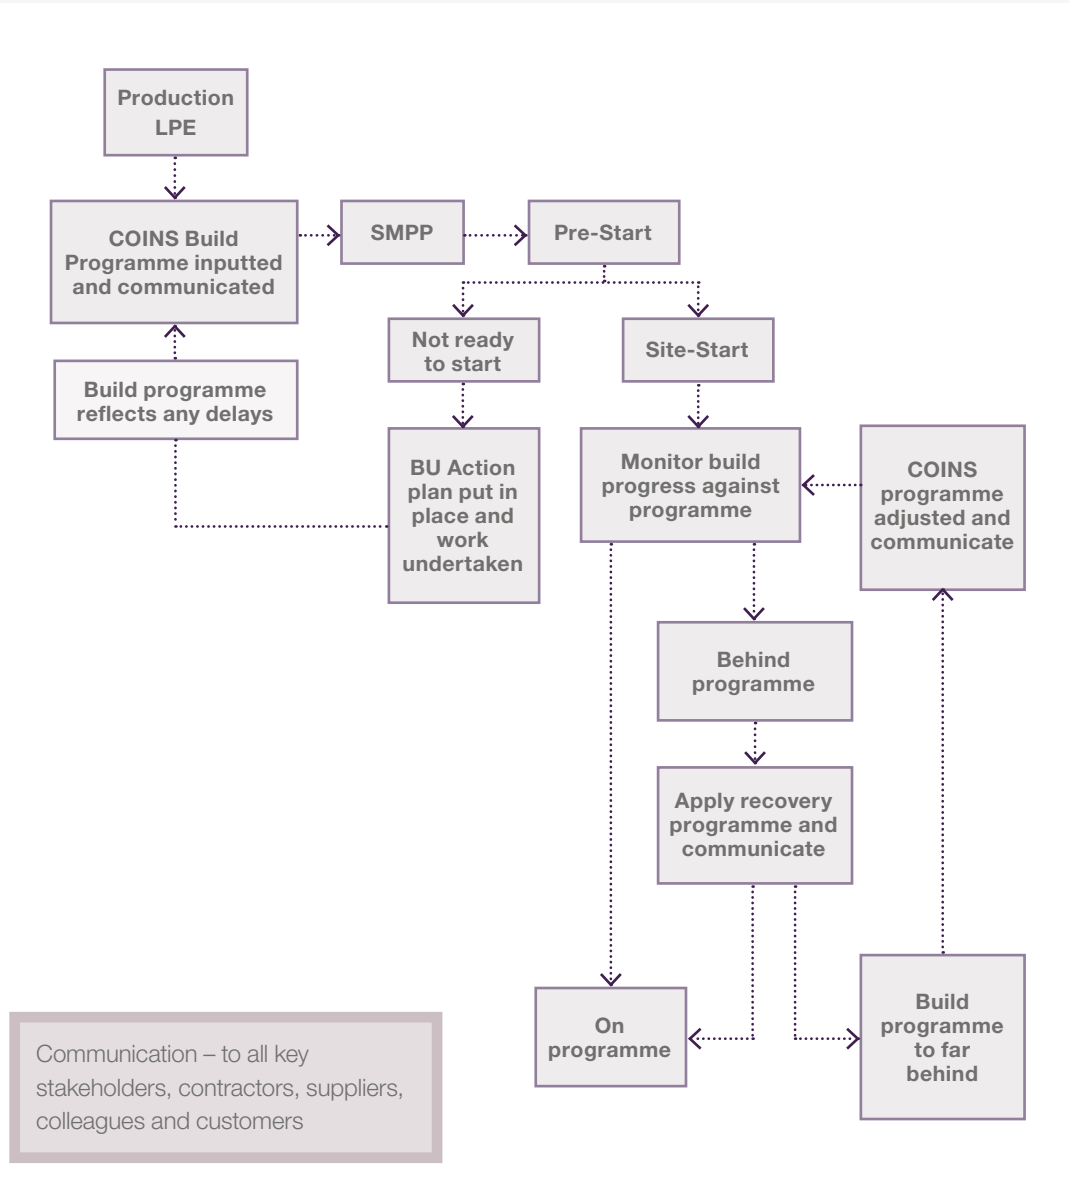 Production
LPE
COINS Build
Programme inputted
and communicated
SMPP
Pre-Start
Not ready
to start
Site-Start
Build programme
reflects any delays
BU Action
plan put in
place and
work
undertaken
Monitor build
progress against
programme
COINS
programme
adjusted and
communicate
Behind
programme
Apply recovery
programme and
communicate
On
programme
Build
programme
to far
behind
Communication – to all key
stakeholders, contractors, suppliers,
colleagues and customers